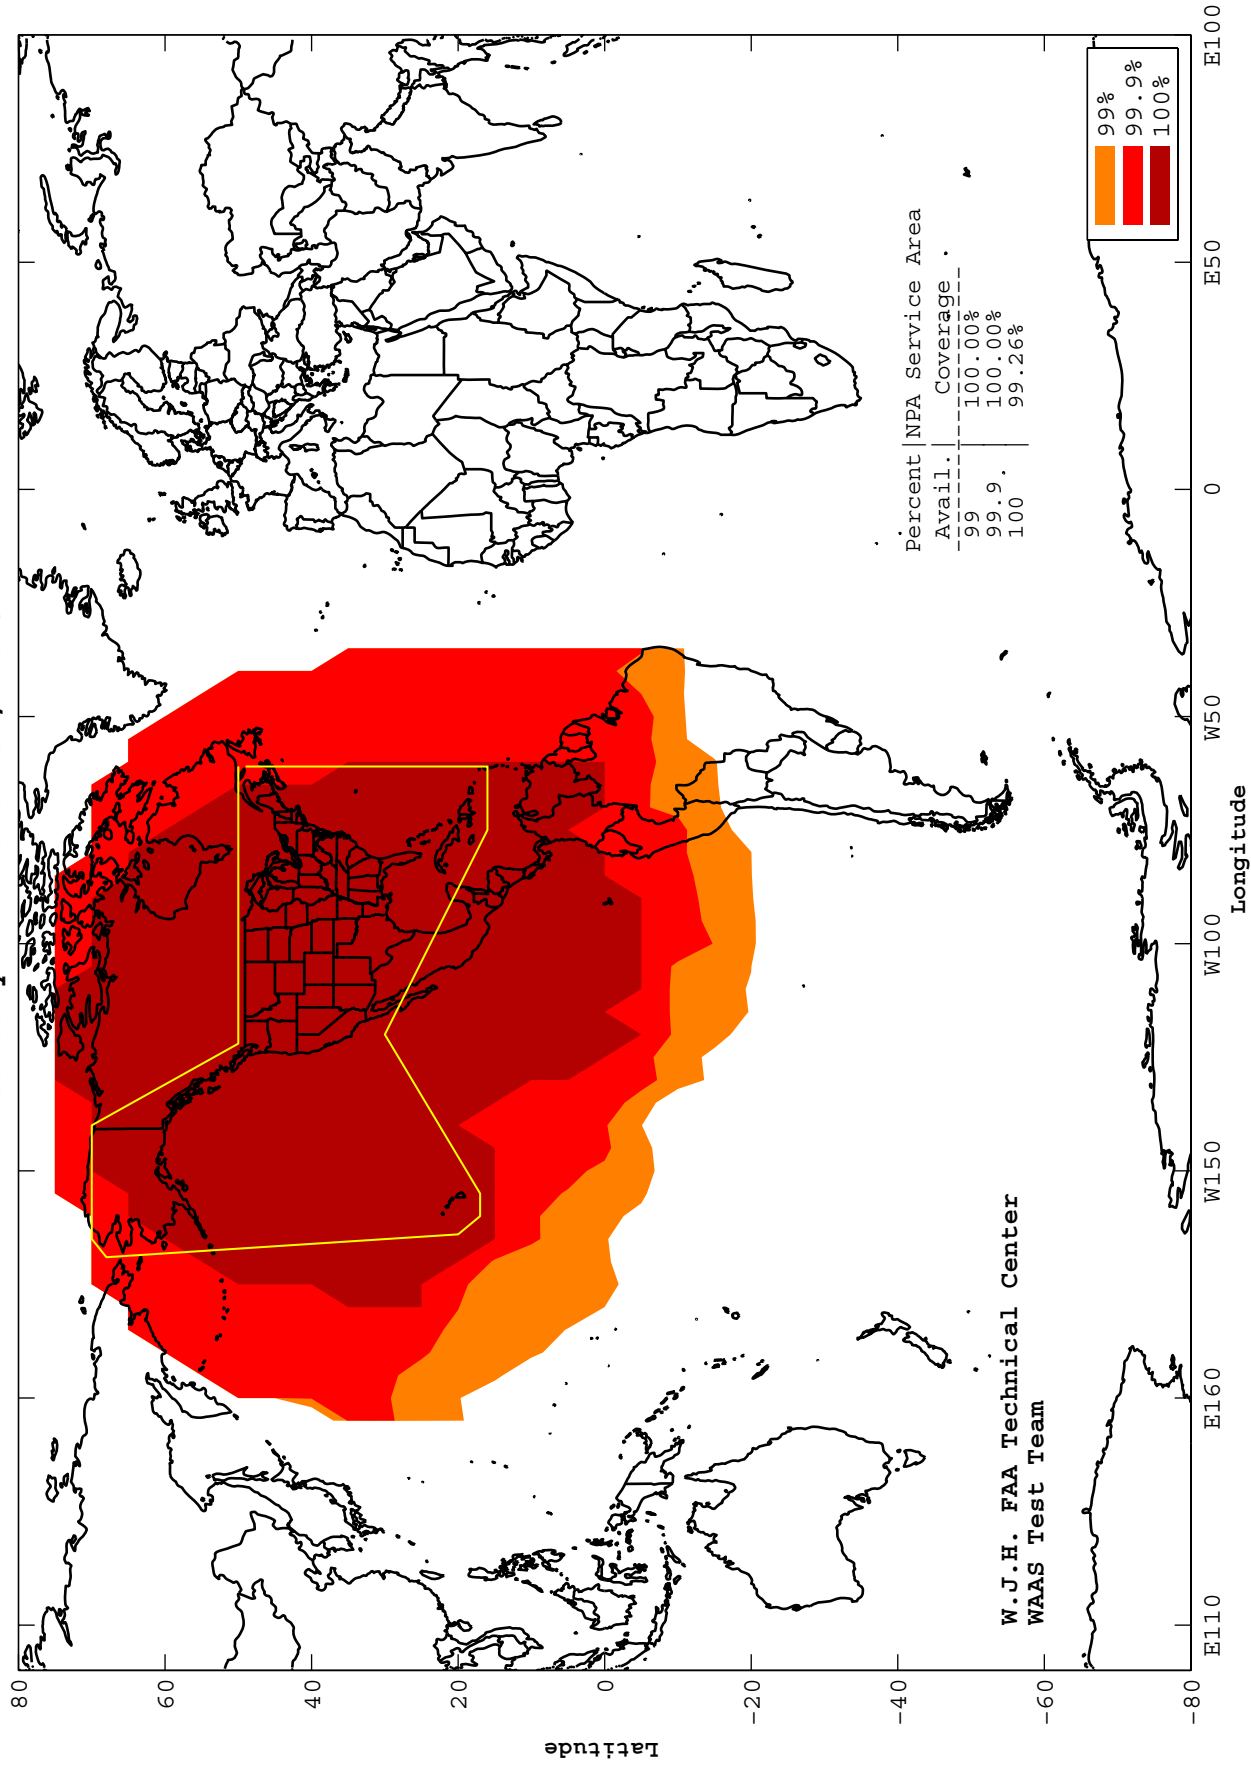 80
60
40
20
0
-20
-40
-60
-80
Latitude
E110
E160
W150
W100
W50
0
E50
E100
Longitude
W.J.H. FAA Technical Center
WAAS Test Team
Percent|NPA Service Area
Avail.| Coverage .
99 | 100.00%
99.9. | 100.00%
100 | 99.26%
99%
99.9%
100%